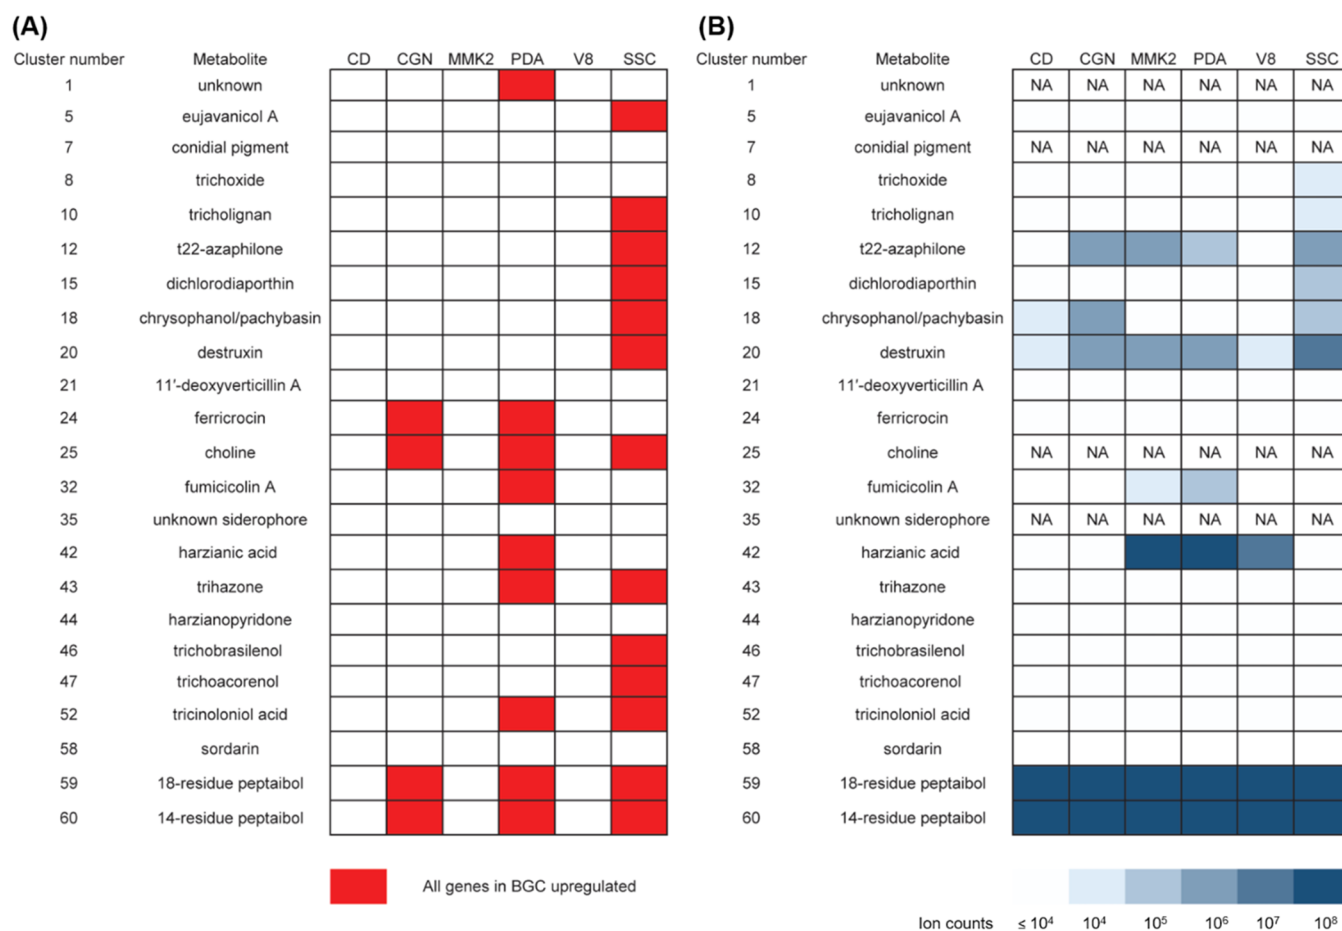 (A) (B)
Cluster number Metabolite CD CGN MMK2 PDA V8 SSC Cluster number Metabolite CD CGN MMK2 PDA V8 SSC
1 unknown 1 unknown NA NA NA NA NA NA
5 eujavanicol A 5 eujavanicol A
7 conidial pigment 7 conidial pigment NA NA NA NA NA NA
8 trichoxide 8 trichoxide
10 tricholignan 10 tricholignan
12 t22-azaphilone 12 t22-azaphilone
15 dichlorodiaporthin 15 dichlorodiaporthin
18 chrysophanol/pachybasin 18 chrysophanol/pachybasin
20 destruxin 20 destruxin
21 11′-deoxyverticillin A 21 11′-deoxyverticillin A
24 ferricrocin 24 ferricrocin
25 choline 25 choline NA NA NA NA NA NA
32 fumicicolin A 32 fumicicolin A
35 unknown siderophore 35 unknown siderophore NA NA NA NA NA NA
42 harzianic acid 42 harzianic acid
43 trihazone 43 trihazone
44 harzianopyridone 44 harzianopyridone
46 trichobrasilenol 46 trichobrasilenol
47 trichoacorenol 47 trichoacorenol
52 tricinoloniol acid 52 tricinoloniol acid
58 sordarin 58 sordarin
59 18-residue peptaibol 59 18-residue peptaibol
60 14-residue peptaibol 60 14-residue peptaibol
All genes in BGC upregulated
Ion counts ≤ 10⁴ 10⁴ 10⁵ 10⁶ 10⁷ 10⁸